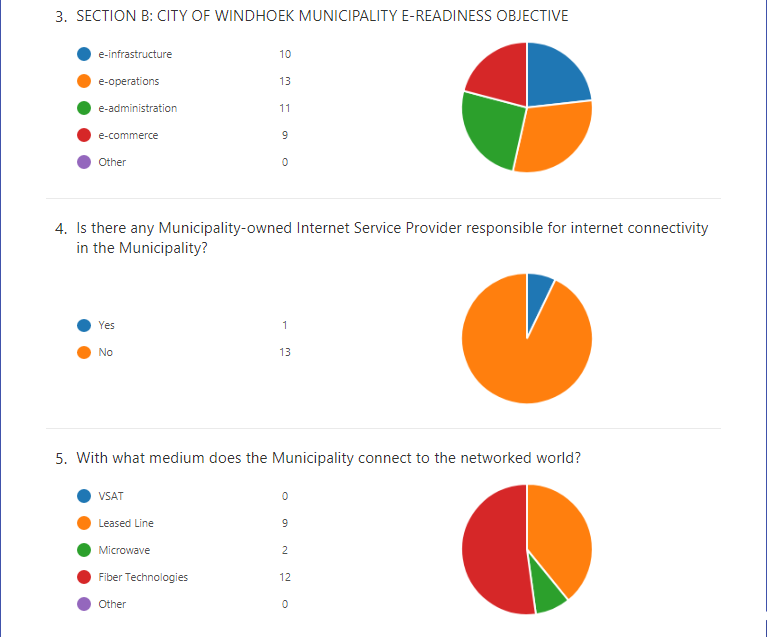 3. SECTION B: CITY OF WINDHOEK MUNICIPALITY E-READINESS OBJECTIVE
e-infrastructure 10
e-operations 13
e-administration 11
e-commerce 9
Other 0
4. Is there any Municipality-owned Internet Service Provider responsible for internet connectivity
in the Municipality?
Yes 1
No 13
5. With what medium does the Municipality connect to the networked world?
VSAT 0
Leased Line 9
Microwave 2
Fiber Technologies 12
Other 0